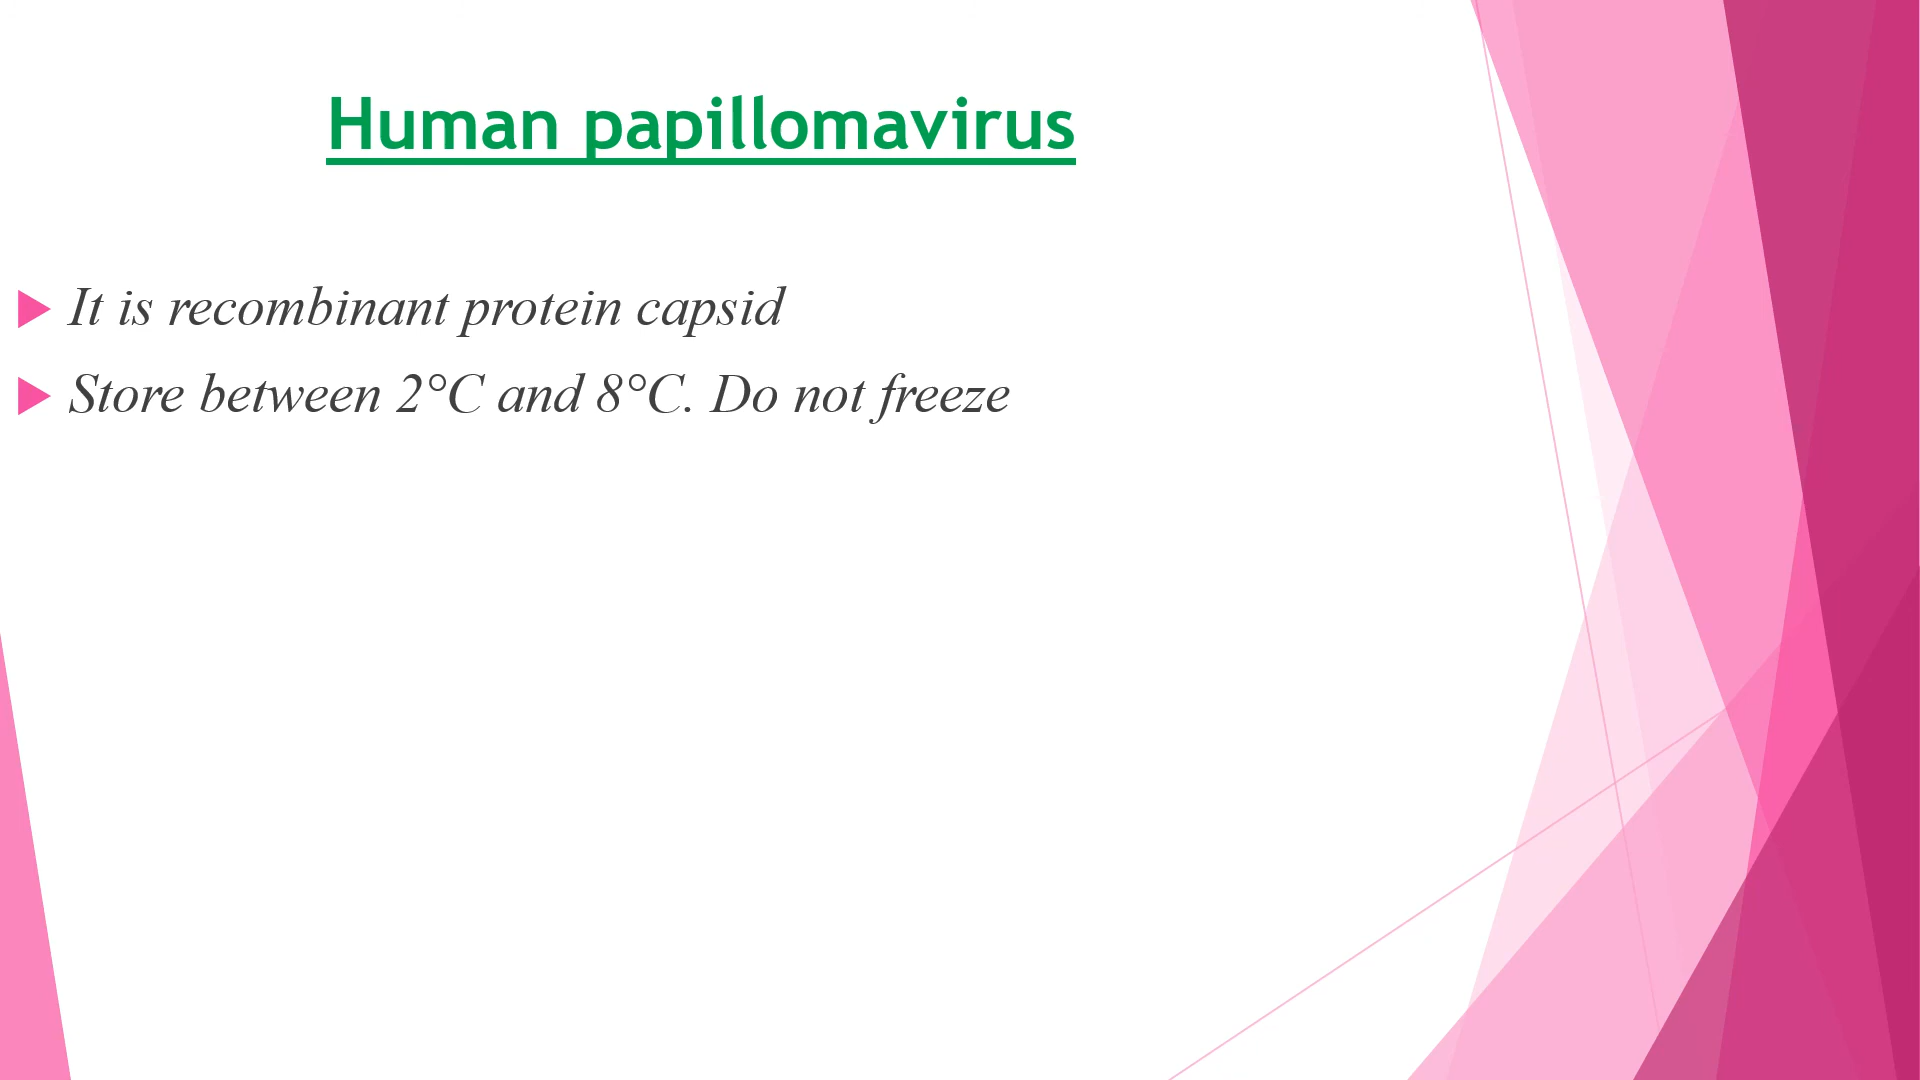 Human papillomavirus
It is recombinant protein capsid
Store between 2°C and 8°C. Do not freeze